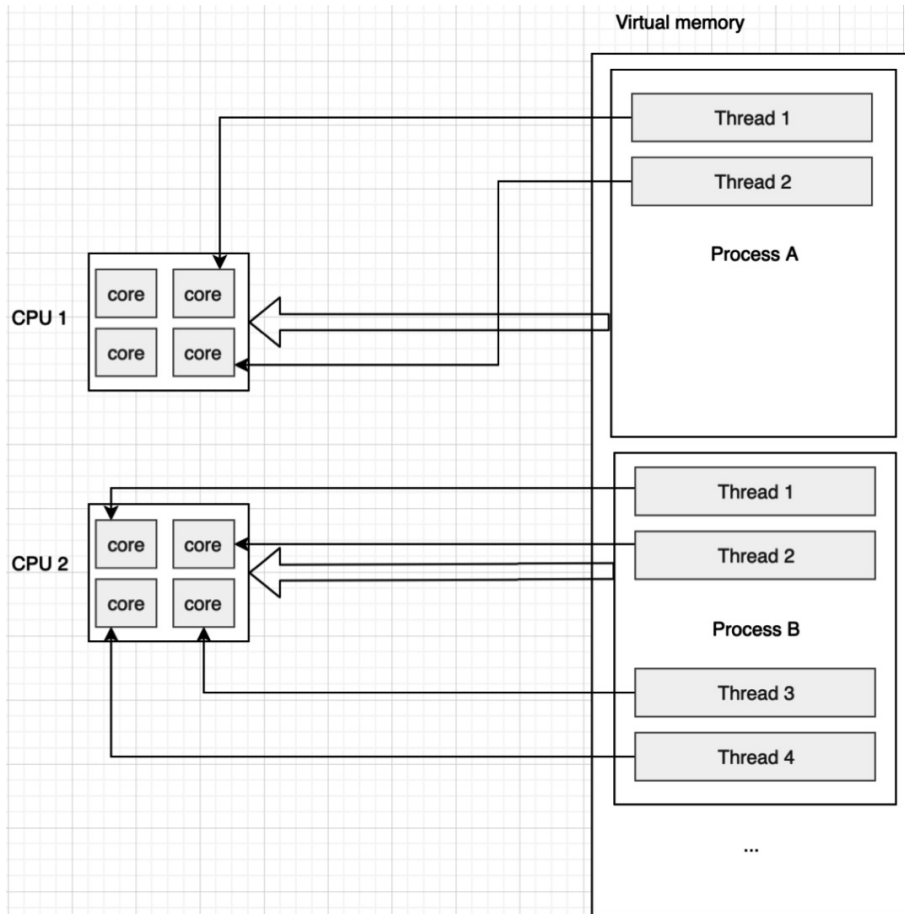 Virtual memory
Thread 1
Thread 2
Process A
CPU 1
core
core
core
core
Thread 1
Thread 2
Process B
Thread 3
Thread 4
CPU 2
core
core
core
core
...